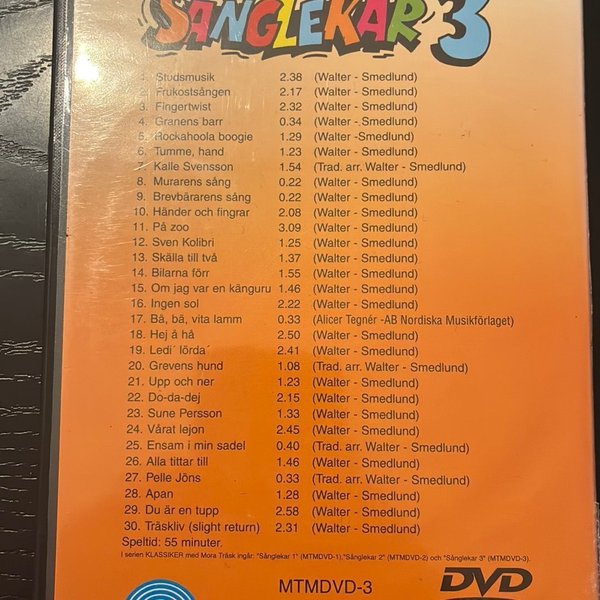 SÅNGLEKAR 3
1. Studsmusik 2.38 (Walter - Smedlund)
2. Frukostsången 2.17 (Walter - Smedlund)
3. Fingertwist 2.32 (Walter - Smedlund)
4. Granens barr 0.34 (Walter - Smedlund)
5. Rockahoola boogie 1.29 (Walter -Smedlund)
6. Tumme, hand 1.23 (Walter - Smedlund)
7. Kalle Svensson 1.54 (Trad. arr. Walter - Smedlund)
8. Murarens sång 0.22 (Walter - Smedlund)
9. Brevbärarens sång 0.22 (Walter - Smedlund)
10. Händer och fingrar 2.08 (Walter - Smedlund)
11. På zoo 3.09 (Walter - Smedlund)
12. Sven Kolibri 1.25 (Walter - Smedlund)
13. Skälla till två 1.37 (Walter - Smedlund)
14. Bilarna förr 1.55 (Walter - Smedlund)
15. Om jag var en känguru 1.46 (Walter - Smedlund)
16. Ingen sol 2.22 (Walter - Smedlund)
17. Bä, bä, vita lamm 0.33 (Alicer Tegnér -AB Nordiska Musikförlaget)
18. Hej å hå 2.50 (Walter - Smedlund)
19. Ledi´ lörda´ 2.41 (Walter - Smedlund)
20. Grevens hund 1.08 (Trad. arr. Walter - Smedlund)
21. Upp och ner 1.23 (Walter - Smedlund)
22. Do-da-dej 2.15 (Walter - Smedlund)
23. Sune Persson 1.33 (Walter - Smedlund)
24. Vårat lejon 2.45 (Walter - Smedlund)
25. Ensam i min sadel 0.40 (Trad. arr. Walter - Smedlund)
26. Alla tittar till 1.46 (Walter - Smedlund)
27. Pelle Jöns 0.33 (Trad. arr. Walter - Smedlund)
28. Apan 1.28 (Walter - Smedlund)
29. Du är en tupp 2.58 (Walter - Smedlund)
30. Träskliv (slight return) 2.31 (Walter - Smedlund)
Speltid: 55 minuter.
I serien KLASSIKER med Mora Träsk ingår: "Sånglekar 1" (MTMDVD-1),"Sånglekar 2" (MTMDVD-2) och "Sånglekar 3" (MTMDVD-3).
MTMDVD-3
DVD